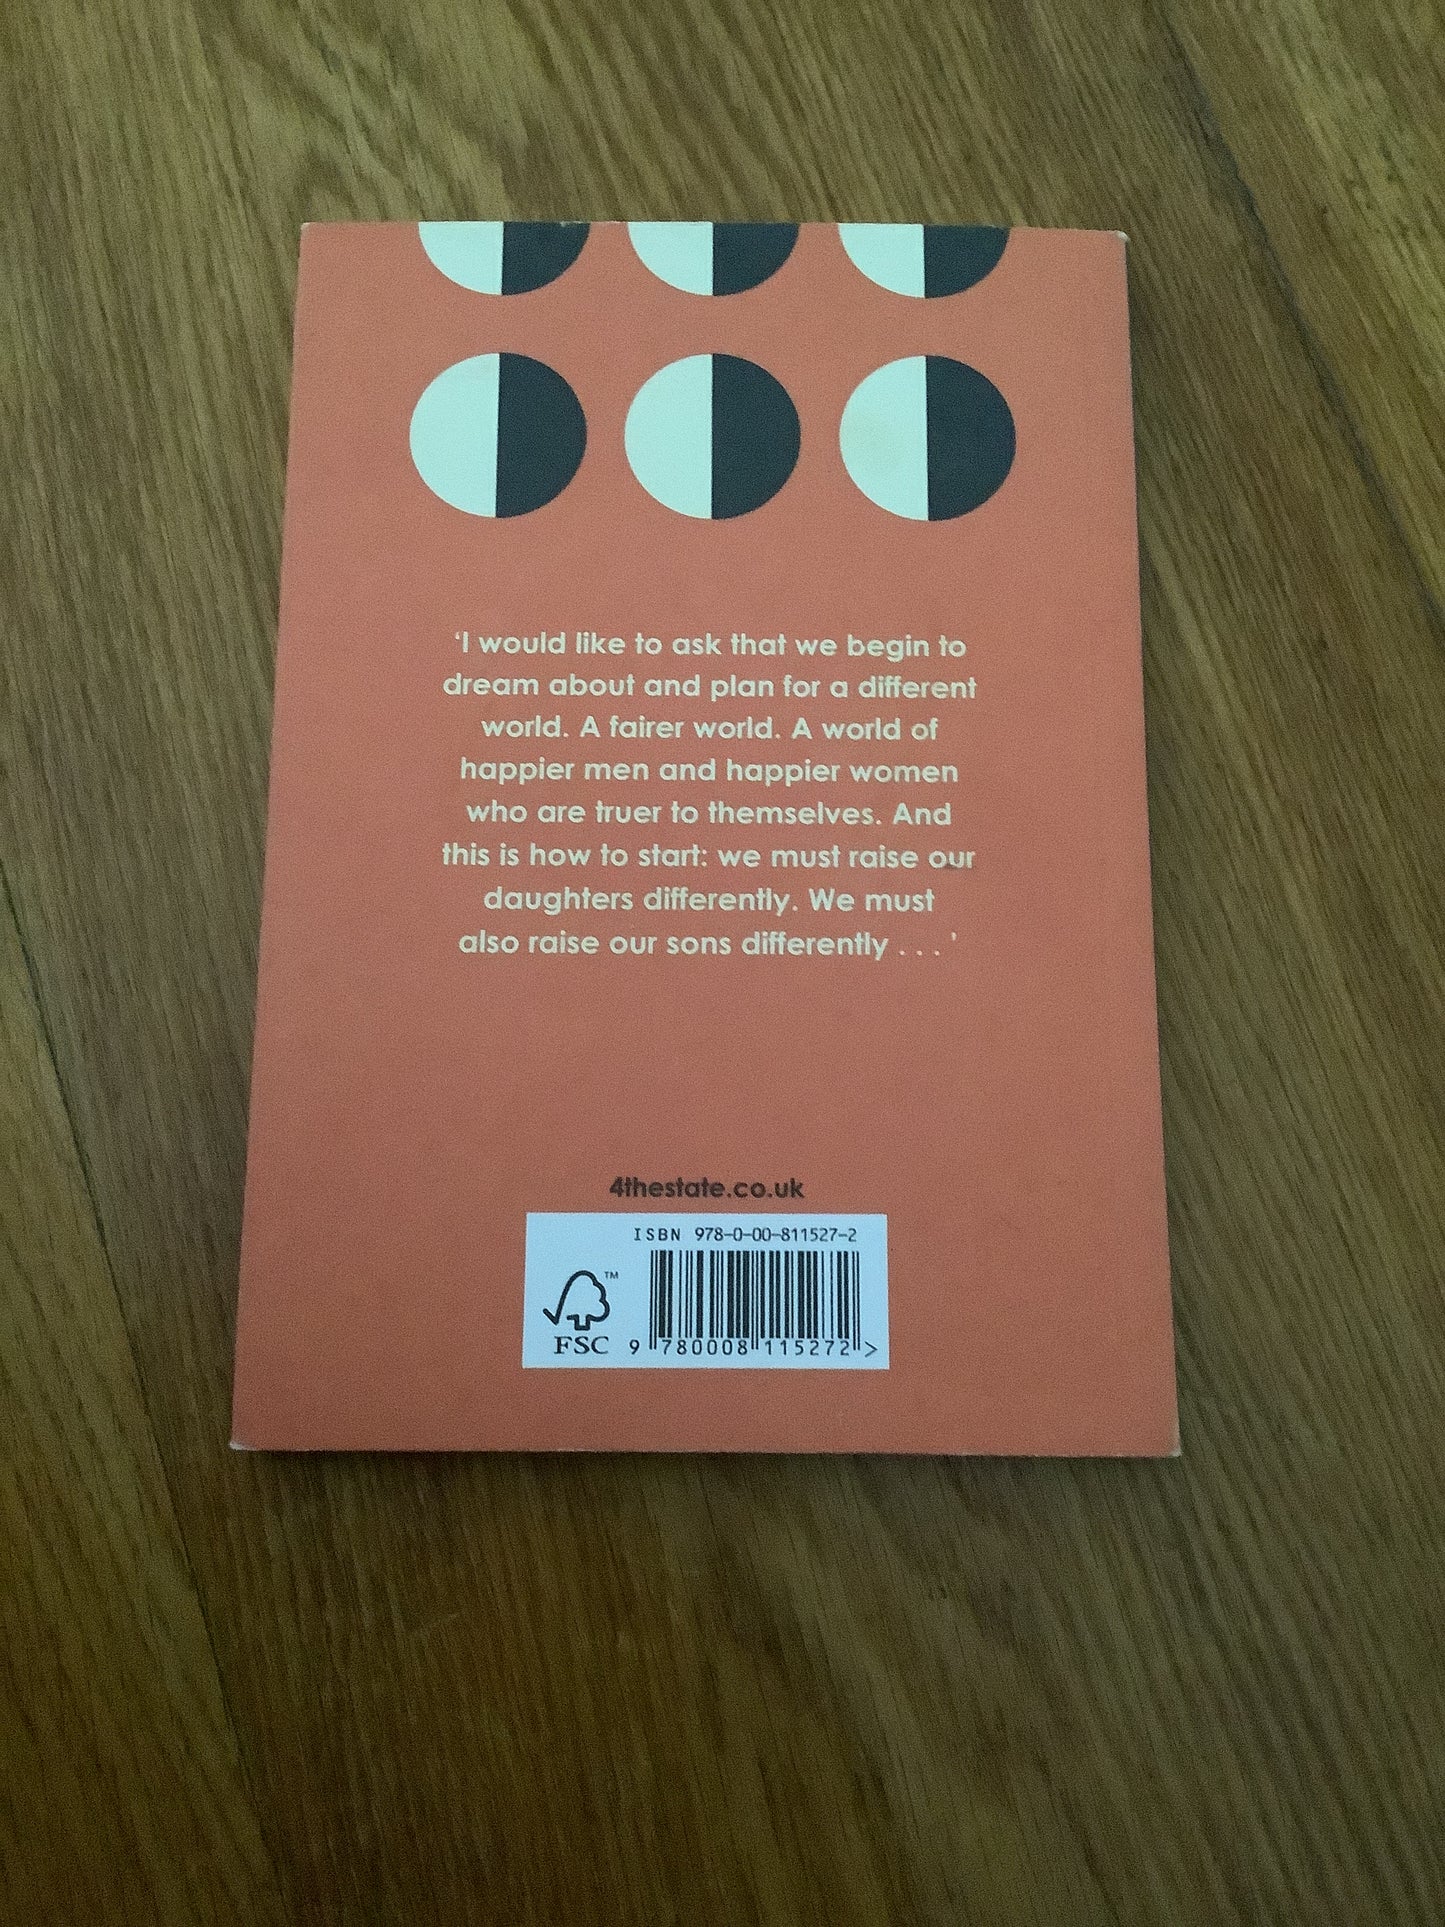 ‘I would like to ask that we begin to
dream about and plan for a different
world. A fairer world. A world of
happier men and happier women
who are truer to themselves. And
this is how to start: we must raise our
daughters differently. We must
also raise our sons differently . . . ’
4thestate.co.uk
ISBN 978-0-00-811527-2
TM
FSC
9 780008 115272 >